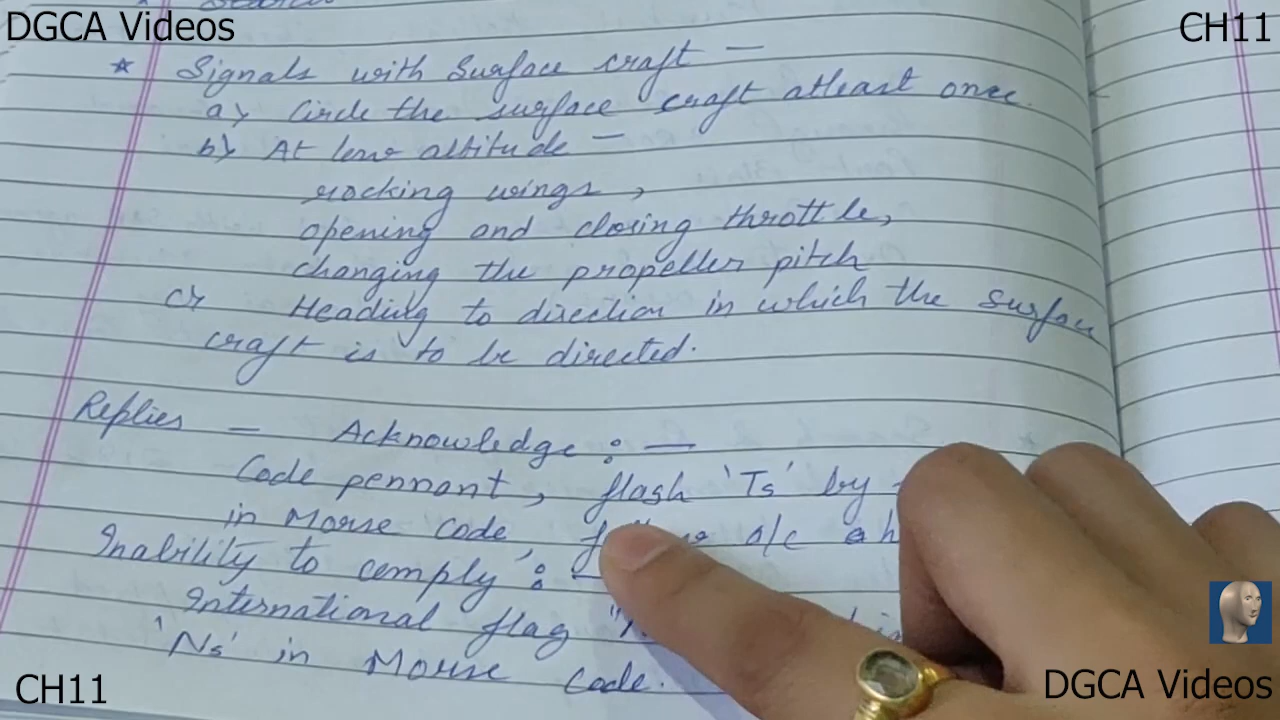 DGCA Videos
CH11
* Signals with Surface craft —
a) Circle the surface craft atleast once.
b) At low altitude —
rocking wings,
opening and closing throttle,
changing the propeller pitch
c) Heading to direction in which the surface
craft is to be directed.
Replies — Acknowledge : —
Code pennant, flash 'Ts' by
in Morse code, a/c
Inability to comply : —
International flag
'Ns' in Morse Code.
CH11
DGCA Videos